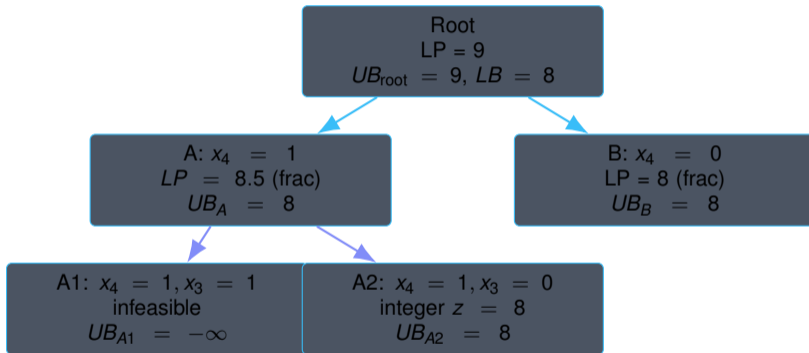 Root
LP = 9
UB_root = 9, LB = 8
A: x_4 = 1
LP = 8.5 (frac)
UB_A = 8
B: x_4 = 0
LP = 8 (frac)
UB_B = 8
A1: x_4 = 1, x_3 = 1
infeasible
UB_A1 = −∞
A2: x_4 = 1, x_3 = 0
integer z = 8
UB_A2 = 8